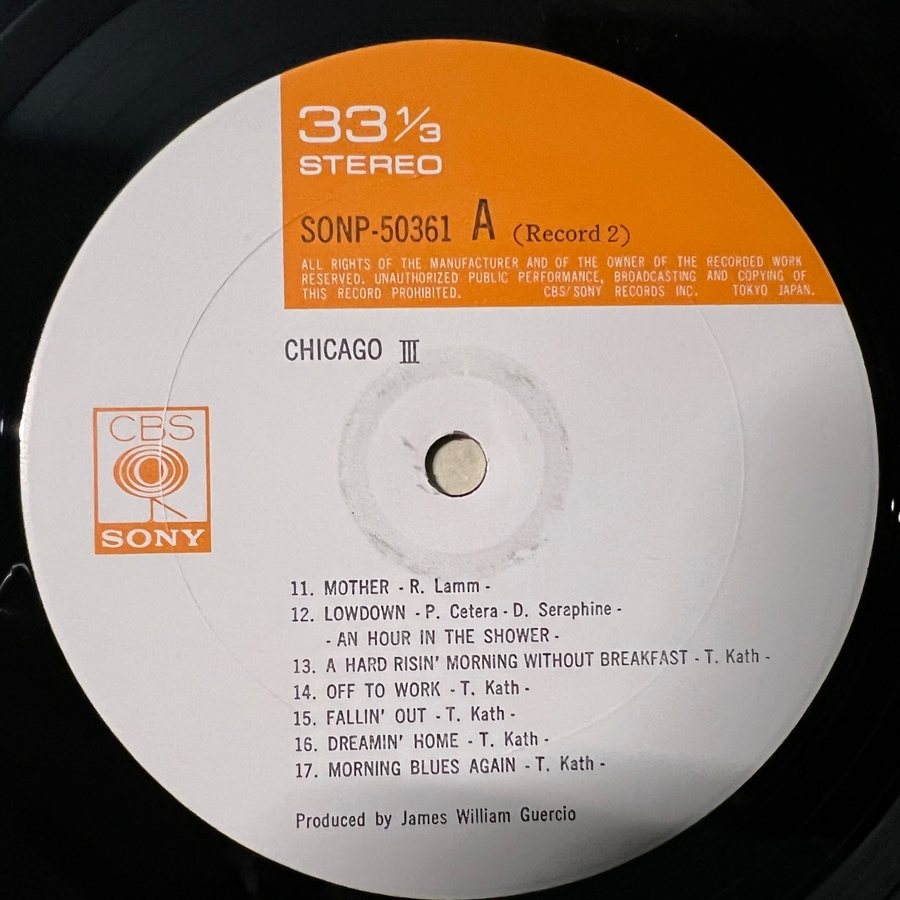 33 1/3
STEREO
SONP-50361 A (Record 2)
ALL RIGHTS OF THE MANUFACTURER AND OF THE OWNER OF THE RECORDED WORK
RESERVED. UNAUTHORIZED PUBLIC PERFORMANCE, BROADCASTING AND COPYING OF
THIS RECORD PROHIBITED. CBS/SONY RECORDS INC. TOKYO JAPAN.
CHICAGO III
CBS
SONY
11. MOTHER - R. Lamm -
12. LOWDOWN - P. Cetera - D. Seraphine -
- AN HOUR IN THE SHOWER -
13. A HARD RISIN' MORNING WITHOUT BREAKFAST - T. Kath -
14. OFF TO WORK - T. Kath -
15. FALLIN' OUT - T. Kath -
16. DREAMIN' HOME - T. Kath -
17. MORNING BLUES AGAIN - T. Kath -
Produced by James William Guercio